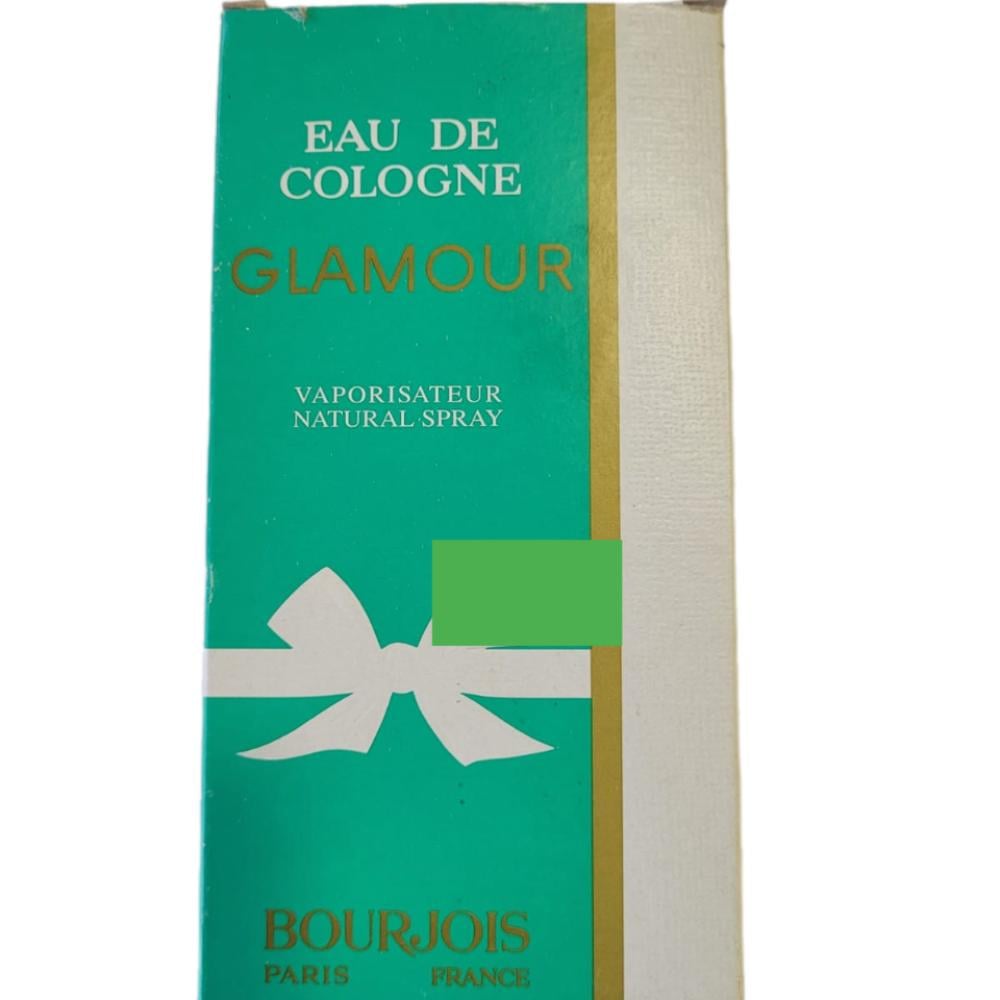 EAU DE
COLOGNE
GLAMOUR
VAPORISATEUR
NATURAL SPRAY
BOURJOIS
PARIS FRANCE